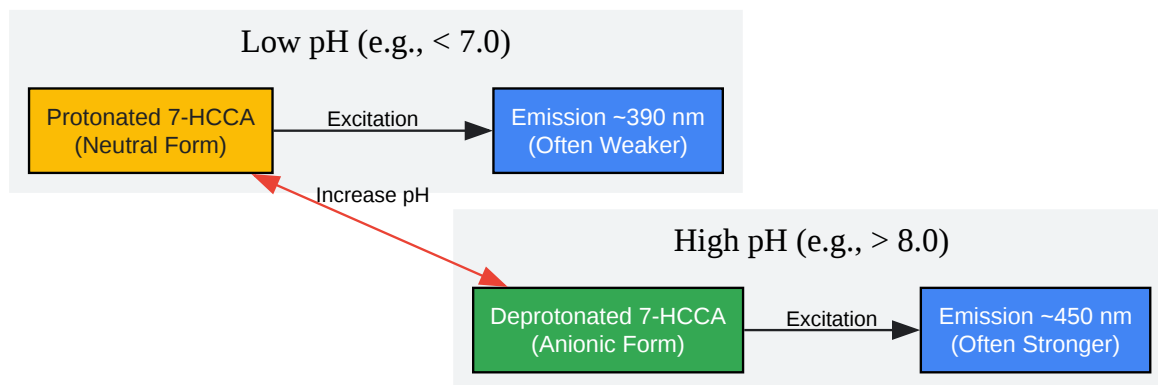 Low pH (e.g., < 7.0)
Protonated 7-HCCA
(Neutral Form)
Excitation
Emission ~390 nm
(Often Weaker)
Increase pH
High pH (e.g., > 8.0)
Deprotonated 7-HCCA
(Anionic Form)
Excitation
Emission ~450 nm
(Often Stronger)